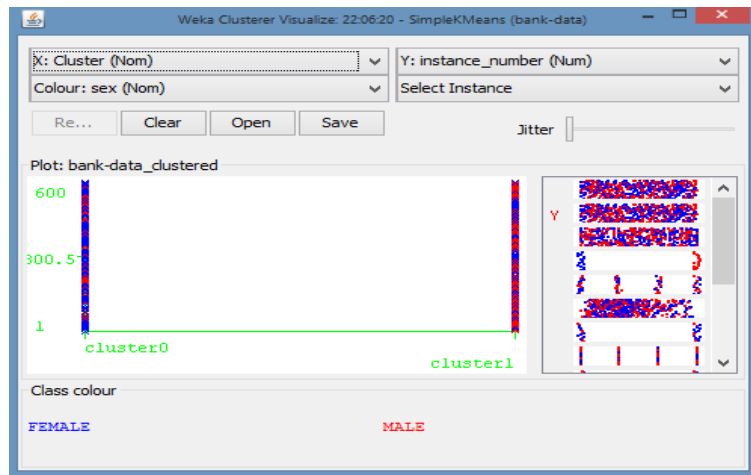 Weka Clusterer Visualize: 22:06:20 - SimpleKMeans (bank-data)
X: Cluster (Nom)
Y: instance_number (Num)
Colour: sex (Nom)
Select Instance
Re...
Clear
Open
Save
Jitter
Plot: bank-data_clustered
600
Y
300.5
1
cluster0
cluster1
Class colour
FEMALE
MALE